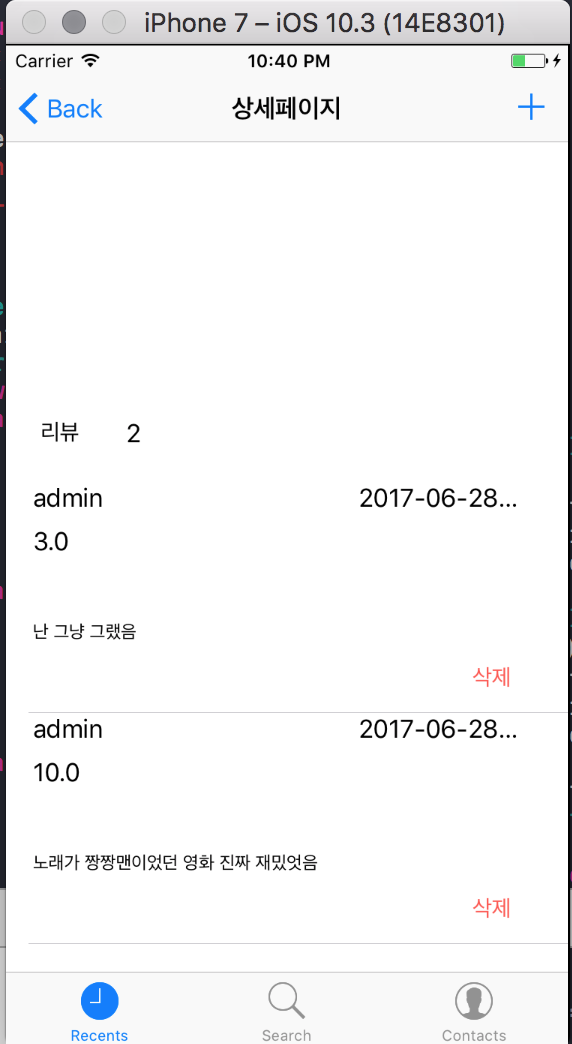 iPhone 7 – iOS 10.3 (14E8301)
Carrier 10:40 PM
Back 상세페이지 +
리뷰 2
admin 2017-06-28...
3.0
난 그냥 그랬음
삭제
admin 2017-06-28...
10.0
노래가 짱짱맨이었던 영화 진짜 재밌엇음
삭제
Recents Search Contacts